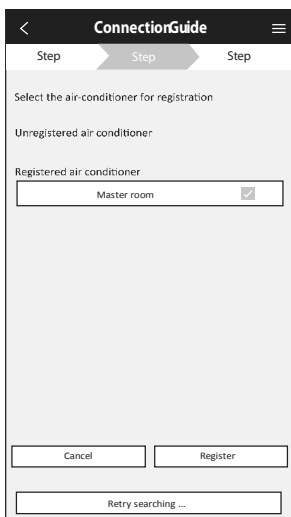 ConnectionGuide
Step Step Step
Select the air-conditioner for registration
Unregistered air conditioner
Registered air conditioner
Master room
Cancel Register
Retry searching ...